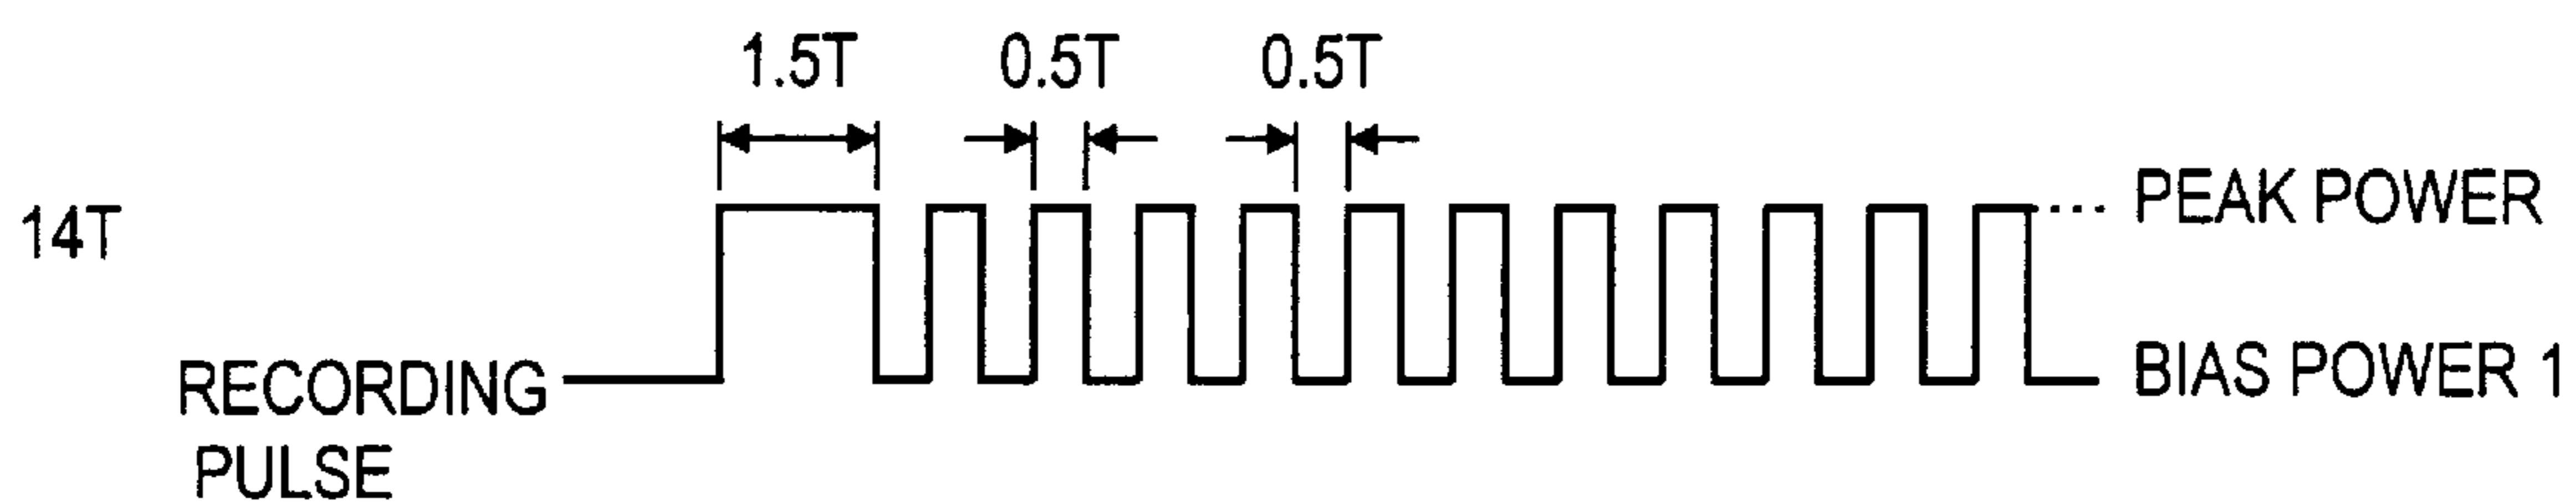 1.5T 0.5T 0.5T
14T
PEAK POWER
RECORDING
PULSE
BIAS POWER 1